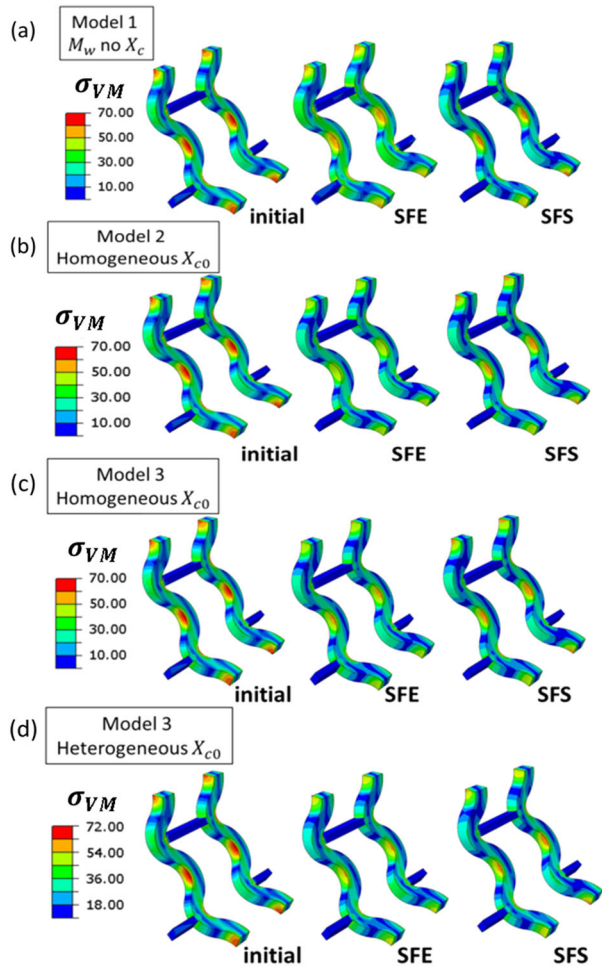 (a)
Model 1
M_w no X_c
σ_VM
70.00
50.00
30.00
10.00
initial SFE SFS
(b)
Model 2
Homogeneous X_c0
σ_VM
70.00
50.00
30.00
10.00
initial SFE SFS
(c)
Model 3
Homogeneous X_c0
σ_VM
70.00
50.00
30.00
10.00
initial SFE SFS
(d)
Model 3
Heterogeneous X_c0
σ_VM
72.00
54.00
36.00
18.00
initial SFE SFS